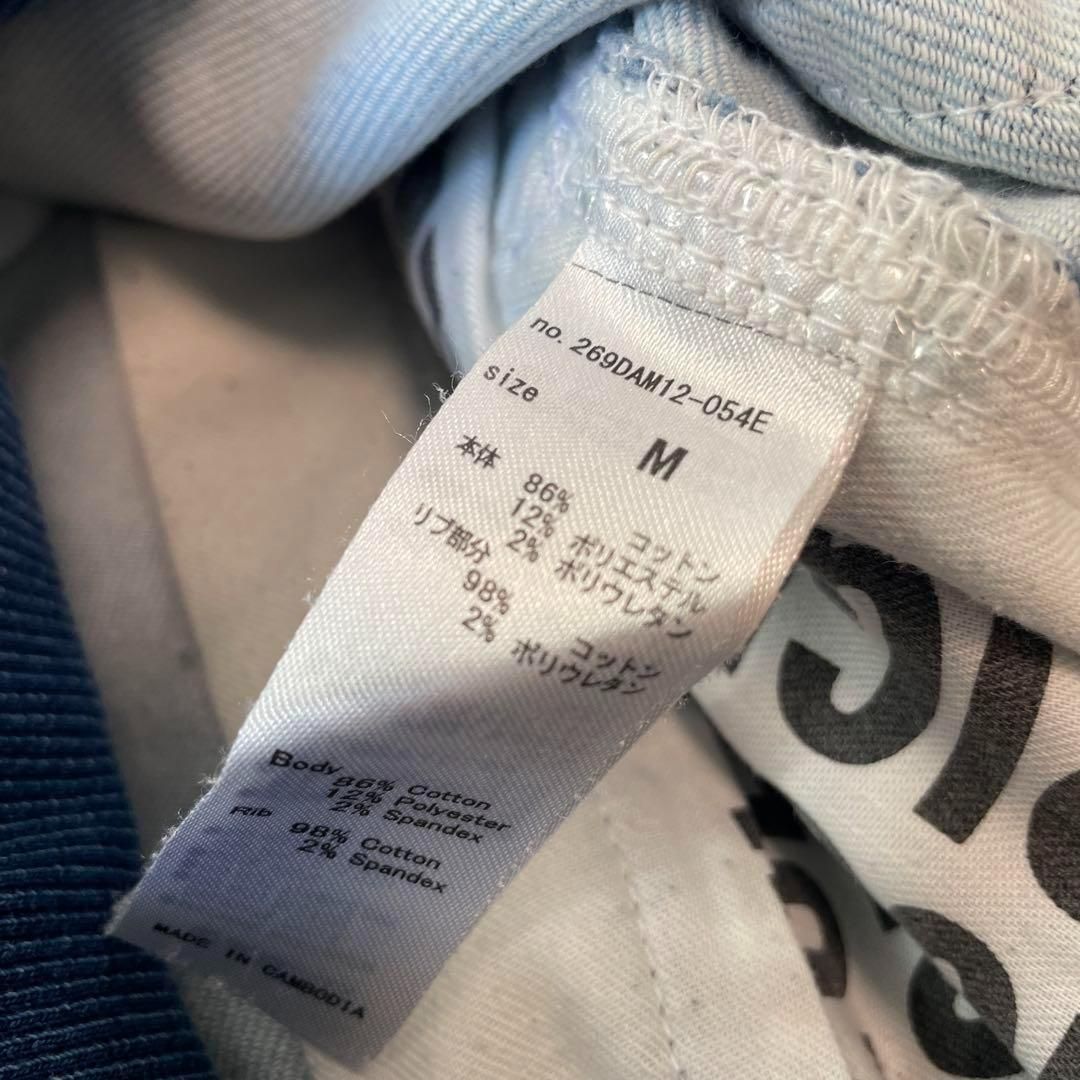 no. 269DAM12-054E
size
M
本体
86% コットン
12% ポリエステル
2% ポリウレタン
リブ部分
98% コットン
2% ポリウレタン
Body
86% Cotton
12% Polyester
2% Spandex
Rib
98% Cotton
2% Spandex
MADE IN CAMBODIA